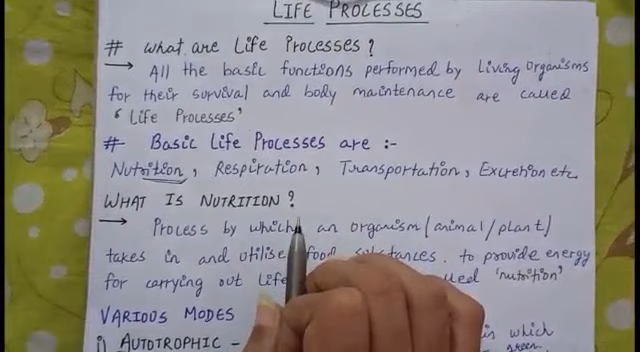 LIFE PROCESSES
# What are Life Processes?
→ All the basic functions performed by living organisms
for their survival and body maintenance are called
'Life Processes'
# Basic Life Processes are :-
Nutrition, Respiration, Transportation, Excretion etc.
WHAT IS NUTRITION?
→ Process by which an organism (animal/plant)
takes in and utilise food substances to provide energy
for carrying out Life 'nutrition'
VARIOUS MODES
i) AUTOTROPHIC - in which
green